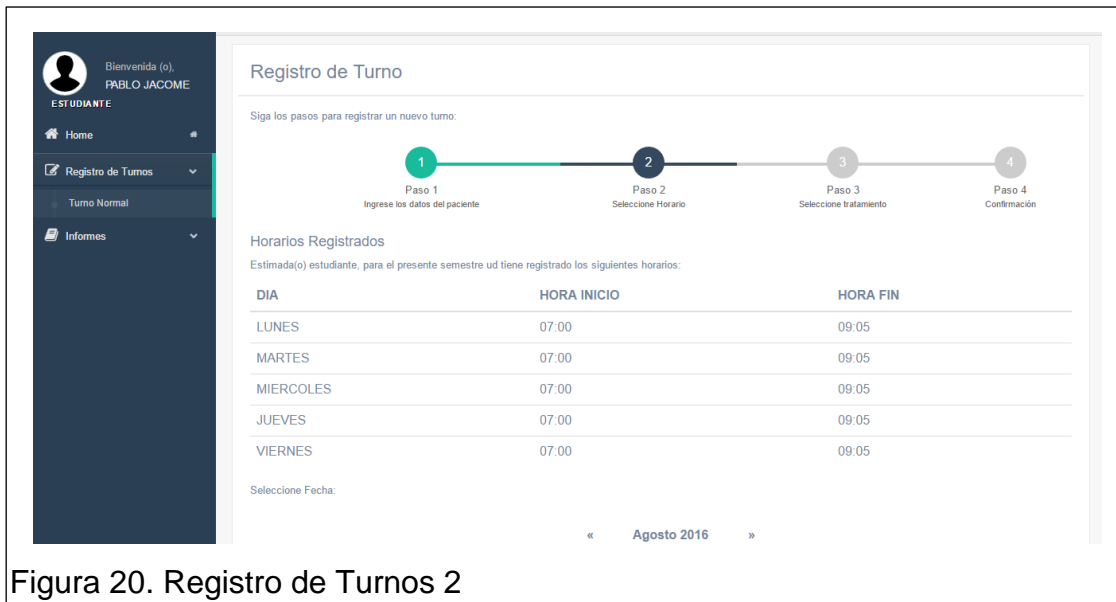 Bienvenida (o),
PABLO JACOME
ESTUDIANTE
Home
Registro de Turnos
Turno Normal
Informes
Registro de Turno
Siga los pasos para registrar un nuevo turno:
1 2 3 4
Paso 1 Paso 2 Paso 3 Paso 4
Ingrese los datos del paciente Seleccione Horario Seleccione tratamiento Confirmación
Horarios Registrados
Estimada(o) estudiante, para el presente semestre ud tiene registrado los siguientes horarios:
DIA HORA INICIO HORA FIN
LUNES 07:00 09:05
MARTES 07:00 09:05
MIERCOLES 07:00 09:05
JUEVES 07:00 09:05
VIERNES 07:00 09:05
Seleccione Fecha:
« Agosto 2016 »
Figura 20. Registro de Turnos 2